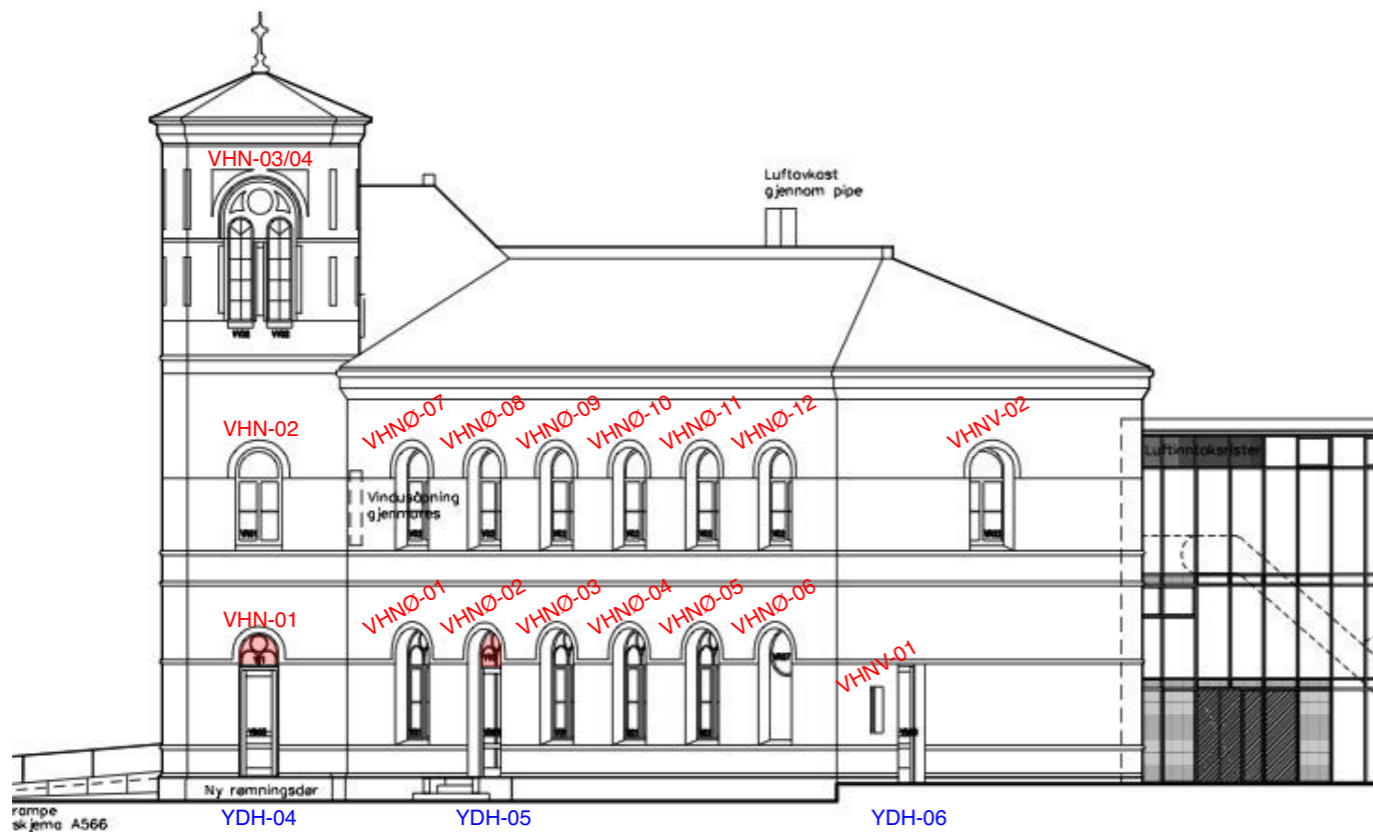 VHN-03/04
Luftavkast
gjennom pipe
VHN-02
VHNØ-07
VHNØ-08
VHNØ-09
VHNØ-10
VHNØ-11
VHNØ-12
VHNV-02
Luftinntaksrister
Vindusåpning
gjenmures
VHN-01
VHNØ-01
VHNØ-02
VHNØ-03
VHNØ-04
VHNØ-05
VHNØ-06
VHNV-01
Ny rømningsdør
rampe
skjema A566
YDH-04
YDH-05
YDH-06